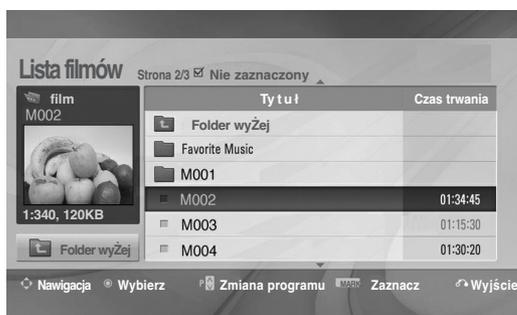 Lista filmów Strona 2/3 Nie zaznaczony
film
M002
1:340, 120KB
Folder wyŻej
Tytuł Czas trwania
Folder wyŻej
Favorite Music
M001
M002 01:34:45
M003 01:15:30
M004 01:30:20
Nawigacja Wybierz P Zmiana programu MARK Zaznacz Wyjście